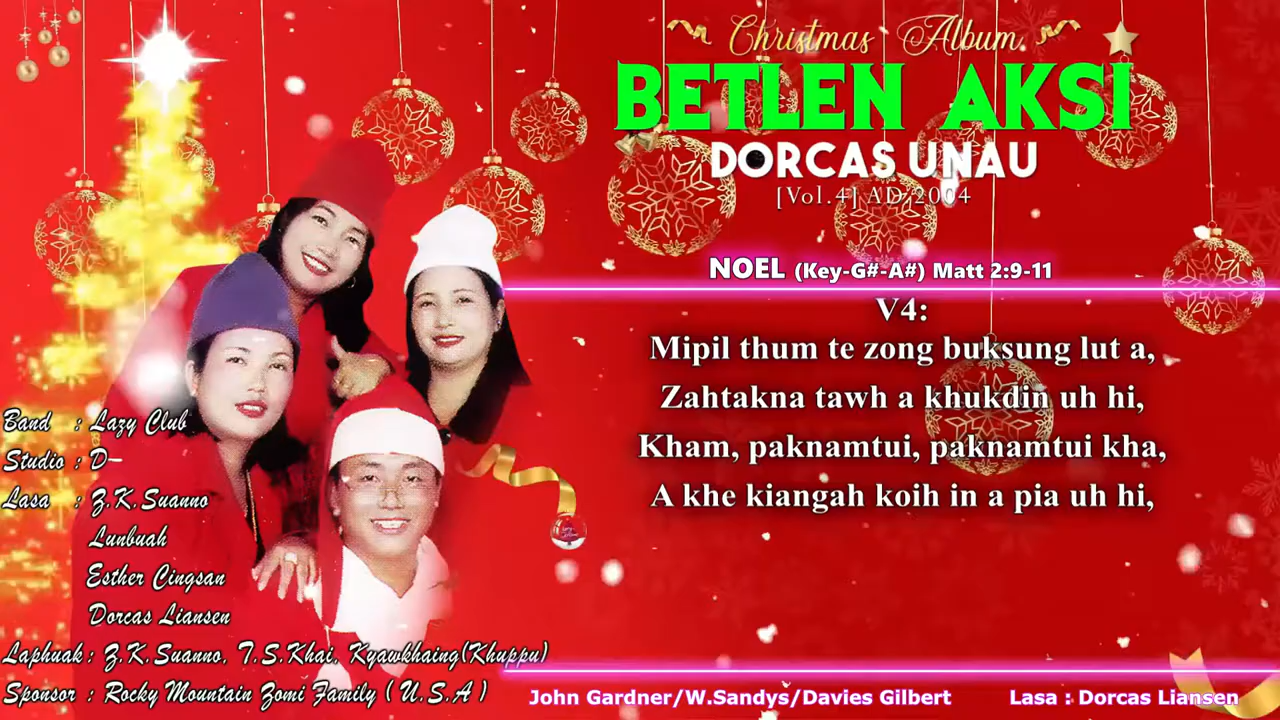 Christmas Album
BETLEN AKSI
DORCAS UNAU
[Vol.4] AD/2004
NOEL (Key-G#-A#) Matt 2:9-11
V4:
Mipil thum te zong buksung lut a,
Zahtakna tawh a khukdin uh hi,
Kham, paknamtui, paknamtui kha,
A khe kiangah koih in a pia uh hi,
Band : Lazy Club
Studio : D
Lasa : Z.K.Suanno
Lunbuah
Esther Cingsan
Dorcas Liansen
Laphuak : Z.K.Suanno, T.S.Khai, Kyawkhaing(Khuppu)
Sponsor : Rocky Mountain Zomi Family ( U.S.A )
John Gardner/W.Sandys/Davies Gilbert
Lasa : Dorcas Liansen